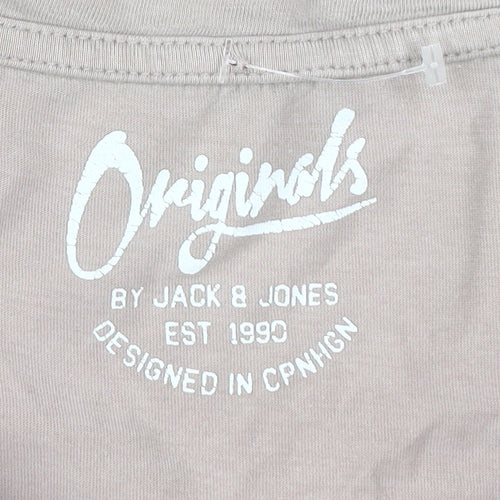 Originals
BY JACK & JONES
EST 1990
DESIGNED IN CPNHGN